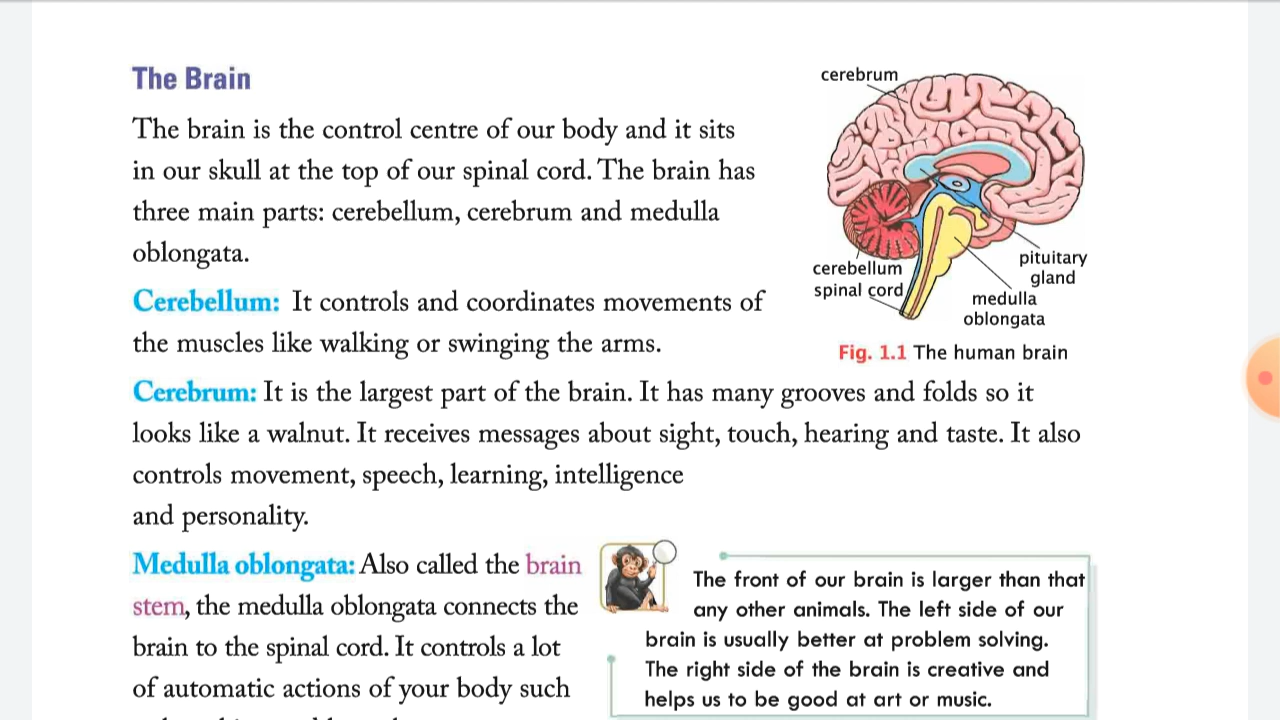 The Brain
The brain is the control centre of our body and it sits
in our skull at the top of our spinal cord. The brain has
three main parts: cerebellum, cerebrum and medulla
oblongata.
cerebrum
cerebellum
spinal cord
pituitary
gland
medulla
oblongata
Fig. 1.1 The human brain
Cerebellum: It controls and coordinates movements of
the muscles like walking or swinging the arms.
Cerebrum: It is the largest part of the brain. It has many grooves and folds so it
looks like a walnut. It receives messages about sight, touch, hearing and taste. It also
controls movement, speech, learning, intelligence
and personality.
Medulla oblongata: Also called the brain
stem, the medulla oblongata connects the
brain to the spinal cord. It controls a lot
of automatic actions of your body such
The front of our brain is larger than that
any other animals. The left side of our
brain is usually better at problem solving.
The right side of the brain is creative and
helps us to be good at art or music.